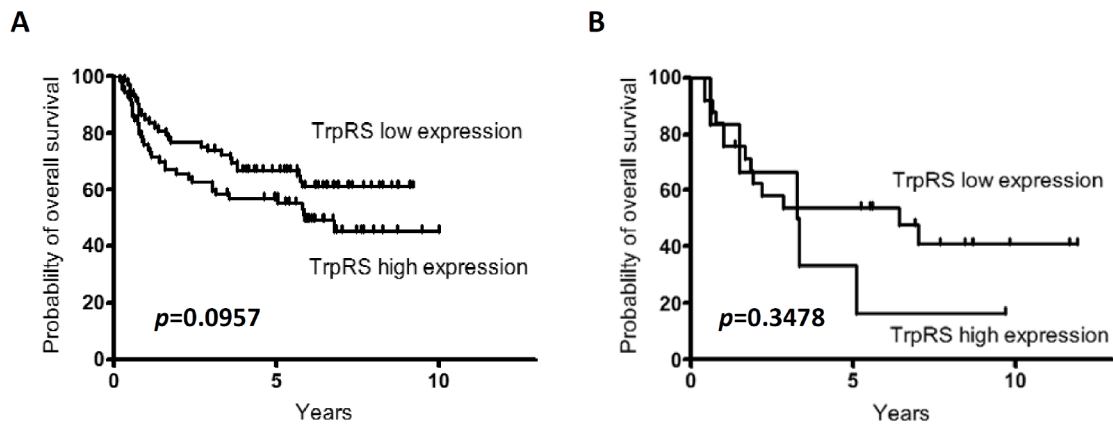 A
Probability of overall survival
100
80
60
40
20
0
TrpRS low expression
TrpRS high expression
p=0.0957
0
5
10
Years
B
Probablilty of overall survival
100
80
60
40
20
0
TrpRS low expression
p=0.3478
TrpRS high expression
0
5
10
Years